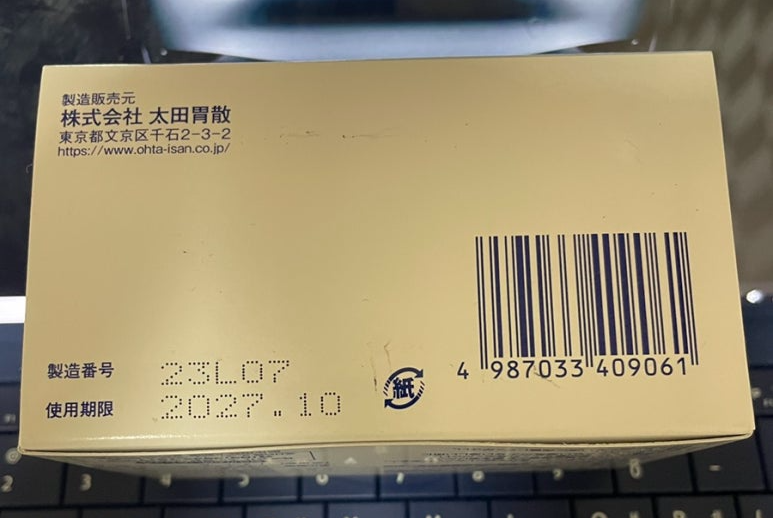 製造販売元
株式会社 太田胃散
東京都文京区千石2-3-2
https://www.ohta-isan.co.jp/
4 987033 409061
製造番号 23L07
使用期限 2027.10
紙